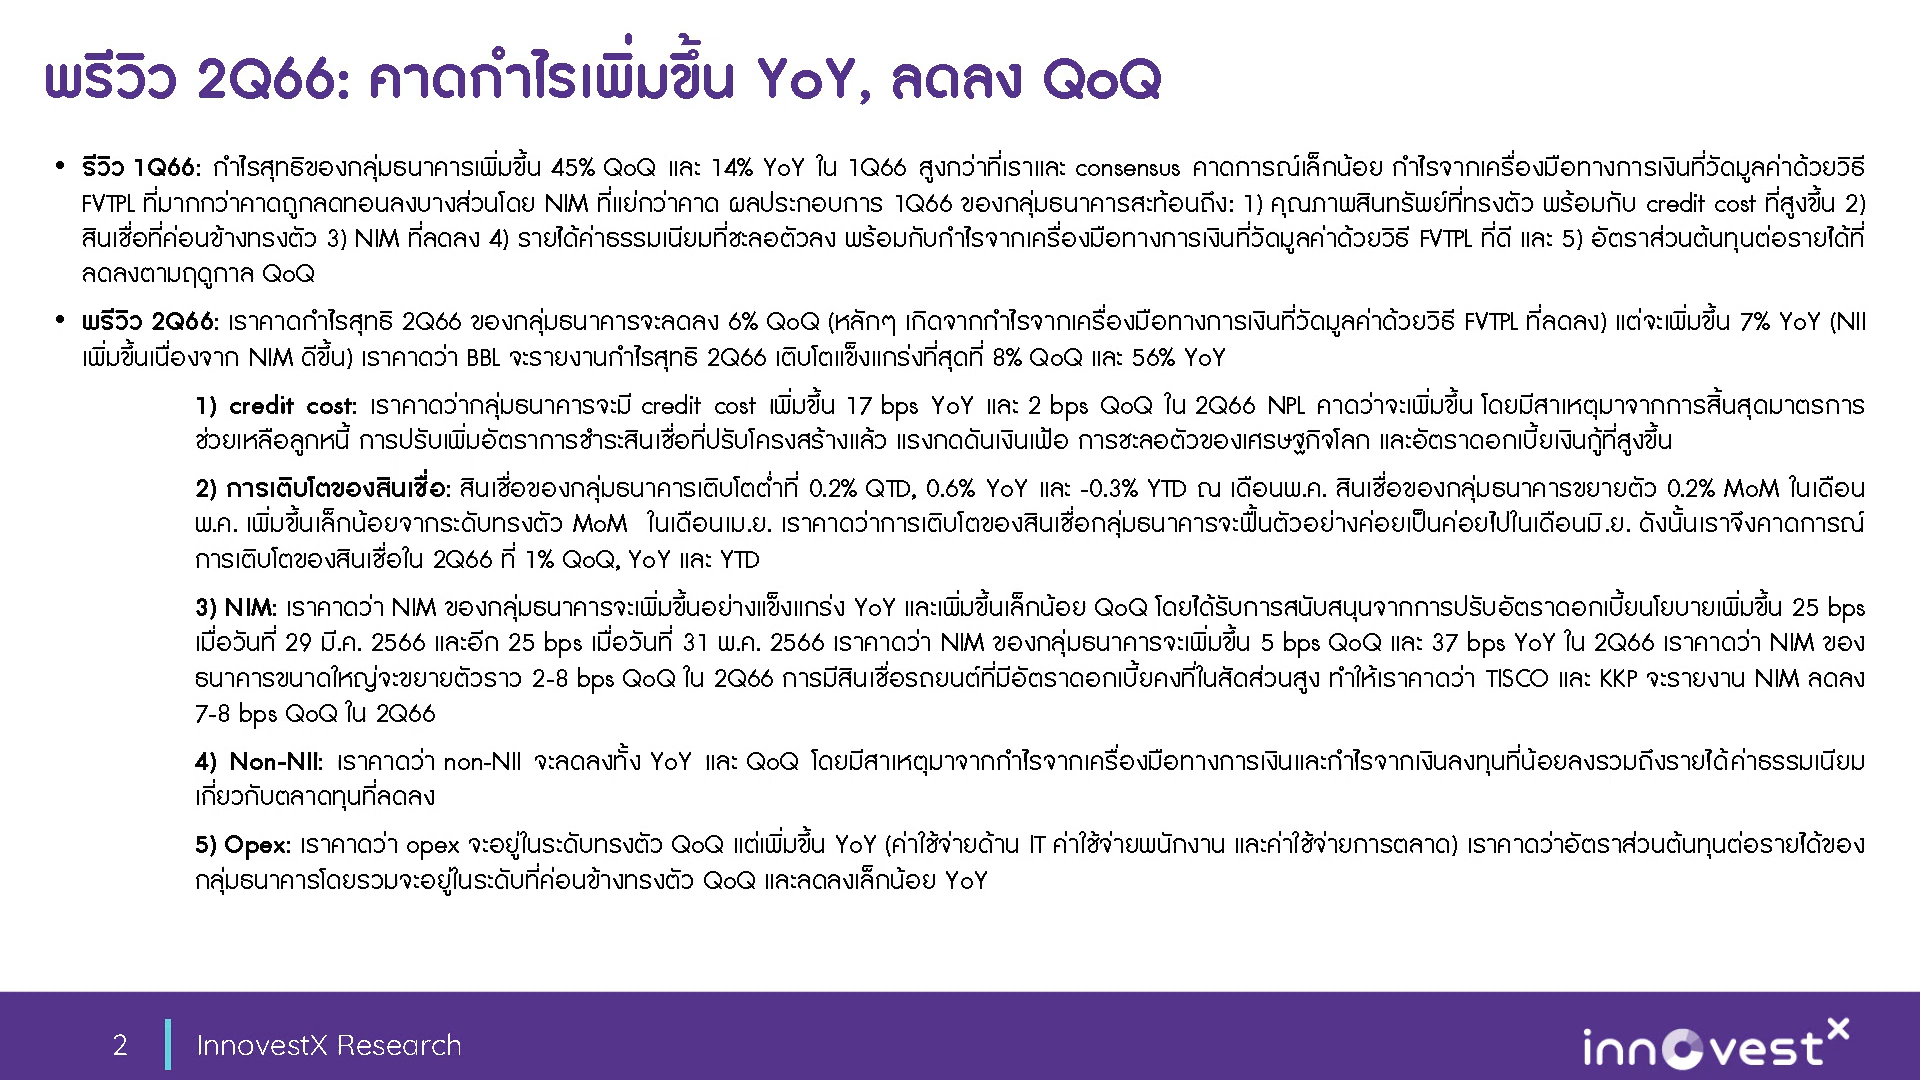 พรีวิว 2Q66: คาดกำไรเพิ่มขึ้น YoY, ลดลง QoQ
• รีวิว 1Q66: กำไรสุทธิของกลุ่มธนาคารเพิ่มขึ้น 45% QoQ และ 14% YoY ใน 1Q66 สูงกว่าที่เราและ consensus คาดการณ์เล็กน้อย กำไรจากเครื่องมือทางการเงินที่วัดมูลค่าด้วยวิธี
FVTPL ที่มากกว่าคาดถูกลดทอนลงบางส่วนโดย NIM ที่แย่กว่าคาด ผลประกอบการ 1Q66 ของกลุ่มธนาคารสะท้อนถึง: 1) คุณภาพสินทรัพย์ที่ทรงตัว พร้อมกับ credit cost ที่สูงขึ้น 2)
สินเชื่อที่ค่อนข้างทรงตัว 3) NIM ที่ลดลง 4) รายได้ค่าธรรมเนียมที่ชะลอตัวลง พร้อมกับกำไรจากเครื่องมือทางการเงินที่วัดมูลค่าด้วยวิธี FVTPL ที่ดี และ 5) อัตราส่วนต้นทุนต่อรายได้ที่
ลดลงตามฤดูกาล QoQ
• พรีวิว 2Q66: เราคาดกำไรสุทธิ 2Q66 ของกลุ่มธนาคารจะลดลง 6% QoQ (หลักๆ เกิดจากกำไรจากเครื่องมือทางการเงินที่วัดมูลค่าด้วยวิธี FVTPL ที่ลดลง) แต่จะเพิ่มขึ้น 7% YoY (NII
เพิ่มขึ้นเนื่องจาก NIM ดีขึ้น) เราคาดว่า BBL จะรายงานกำไรสุทธิ 2Q66 เติบโตแข็งแกร่งที่สุดที่ 8% QoQ และ 56% YoY
1) credit cost: เราคาดว่ากลุ่มธนาคารจะมี credit cost เพิ่มขึ้น 17 bps YoY และ 2 bps QoQ ใน 2Q66 NPL คาดว่าจะเพิ่มขึ้น โดยมีสาเหตุมาจากการสิ้นสุดมาตรการ
ช่วยเหลือลูกหนี้ การปรับเพิ่มอัตราการชำระสินเชื่อที่ปรับโครงสร้างแล้ว แรงกดดันเงินเฟ้อ การชะลอตัวของเศรษฐกิจโลก และอัตราดอกเบี้ยเงินกู้ที่สูงขึ้น
2) การเติบโตของสินเชื่อ: สินเชื่อของกลุ่มธนาคารเติบโตต่ำที่ 0.2% QTD, 0.6% YoY และ -0.3% YTD ณ เดือนพ.ค. สินเชื่อของกลุ่มธนาคารขยายตัว 0.2% MoM ในเดือน
พ.ค. เพิ่มขึ้นเล็กน้อยจากระดับทรงตัว MoM ในเดือนเม.ย. เราคาดว่าการเติบโตของสินเชื่อกลุ่มธนาคารจะฟื้นตัวอย่างค่อยเป็นค่อยไปในเดือนมิ.ย. ดังนั้นเราจึงคาดการณ์
การเติบโตของสินเชื่อใน 2Q66 ที่ 1% QoQ, YoY และ YTD
3) NIM: เราคาดว่า NIM ของกลุ่มธนาคารจะเพิ่มขึ้นอย่างแข็งแกร่ง YoY และเพิ่มขึ้นเล็กน้อย QoQ โดยได้รับการสนับสนุนจากการปรับอัตราดอกเบี้ยนโยบายเพิ่มขึ้น 25 bps
เมื่อวันที่ 29 มี.ค. 2566 และอีก 25 bps เมื่อวันที่ 31 พ.ค. 2566 เราคาดว่า NIM ของกลุ่มธนาคารจะเพิ่มขึ้น 5 bps QoQ และ 37 bps YoY ใน 2Q66 เราคาดว่า NIM ของ
ธนาคารขนาดใหญ่จะขยายตัวราว 2-8 bps QoQ ใน 2Q66 การมีสินเชื่อรถยนต์ที่มีอัตราดอกเบี้ยคงที่ในสัดส่วนสูง ทำให้เราคาดว่า TISCO และ KKP จะรายงาน NIM ลดลง
7-8 bps QoQ ใน 2Q66
4) Non-NII: เราคาดว่า non-NII จะลดลงทั้ง YoY และ QoQ โดยมีสาเหตุมาจากกำไรจากเครื่องมือทางการเงินและกำไรจากเงินลงทุนที่น้อยลงรวมถึงรายได้ค่าธรรมเนียม
เกี่ยวกับตลาดทุนที่ลดลง
5) Opex: เราคาดว่า opex จะอยู่ในระดับทรงตัว QoQ แต่เพิ่มขึ้น YoY (ค่าใช้จ่ายด้าน IT ค่าใช้จ่ายพนักงาน และค่าใช้จ่ายการตลาด) เราคาดว่าอัตราส่วนต้นทุนต่อรายได้ของ
กลุ่มธนาคารโดยรวมจะอยู่ในระดับที่ค่อนข้างทรงตัว QoQ และลดลงเล็กน้อย YoY
2 InnovestX Research
innovestX